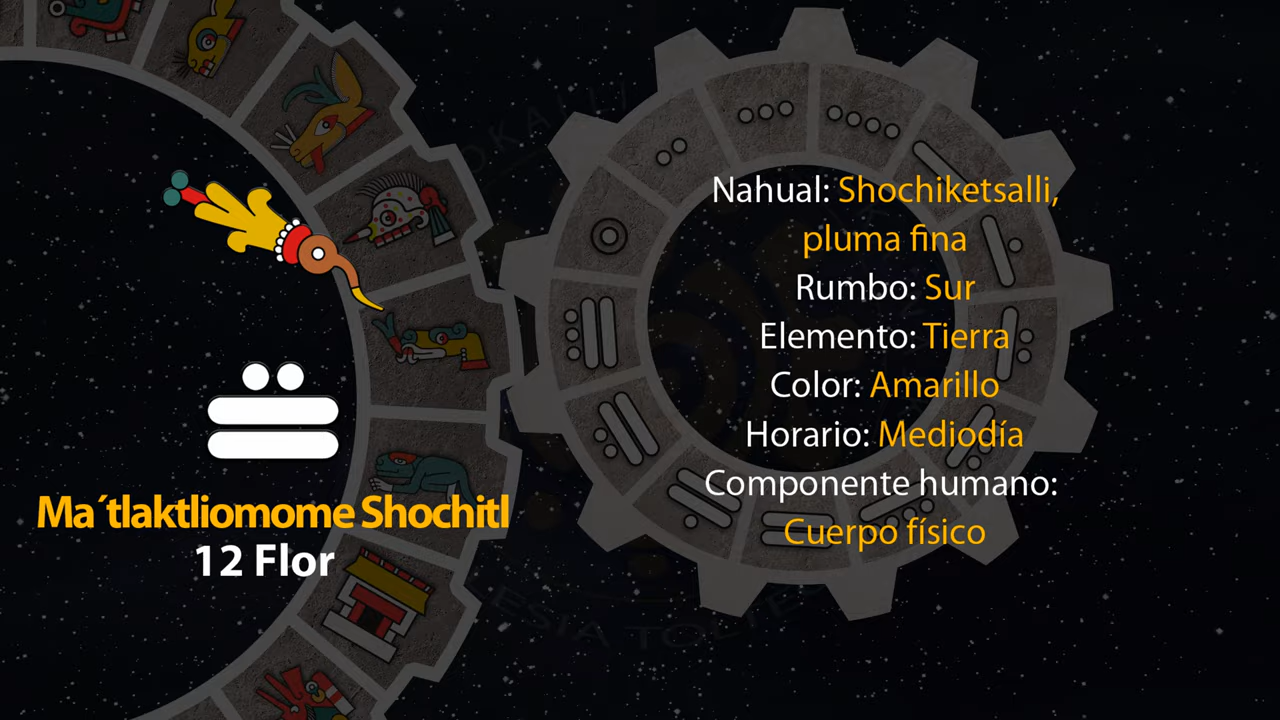 Ma´tlaktliomome Shochitl
12 Flor
Nahual: Shochiketsalli,
pluma fina
Rumbo: Sur
Elemento: Tierra
Color: Amarillo
Horario: Mediodía
Componente humano:
Cuerpo físico